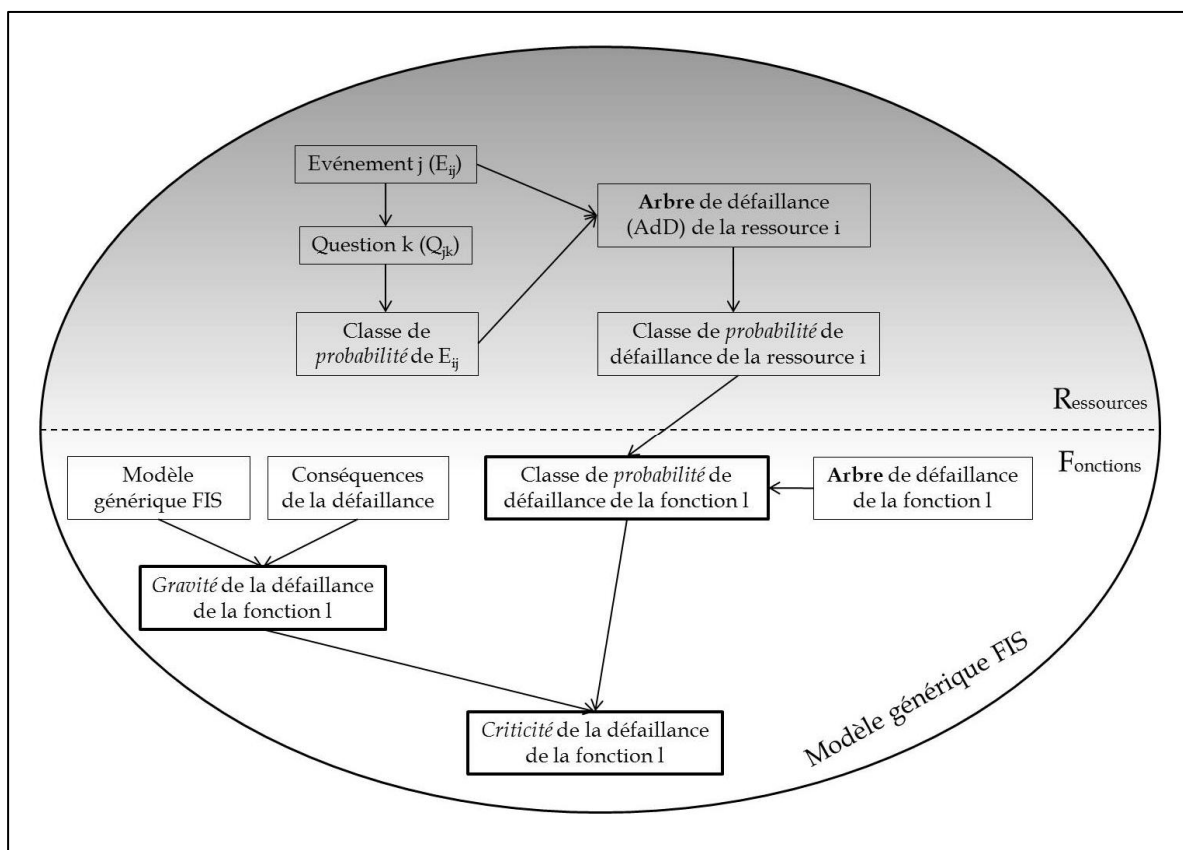 Evénement j (Eij)
Question k (Qjk)
Classe de
probabilité de Eij
Arbre de défaillance
(AdD) de la ressource i
Classe de probabilité de
défaillance de la ressource i
Ressources
Fonctions
Modèle
générique FIS
Conséquences
de la défaillance
Classe de probabilité de
défaillance de la fonction l
Arbre de défaillance
de la fonction l
Gravité de la défaillance
de la fonction l
Criticité de la défaillance
de la fonction l
Modèle générique FIS